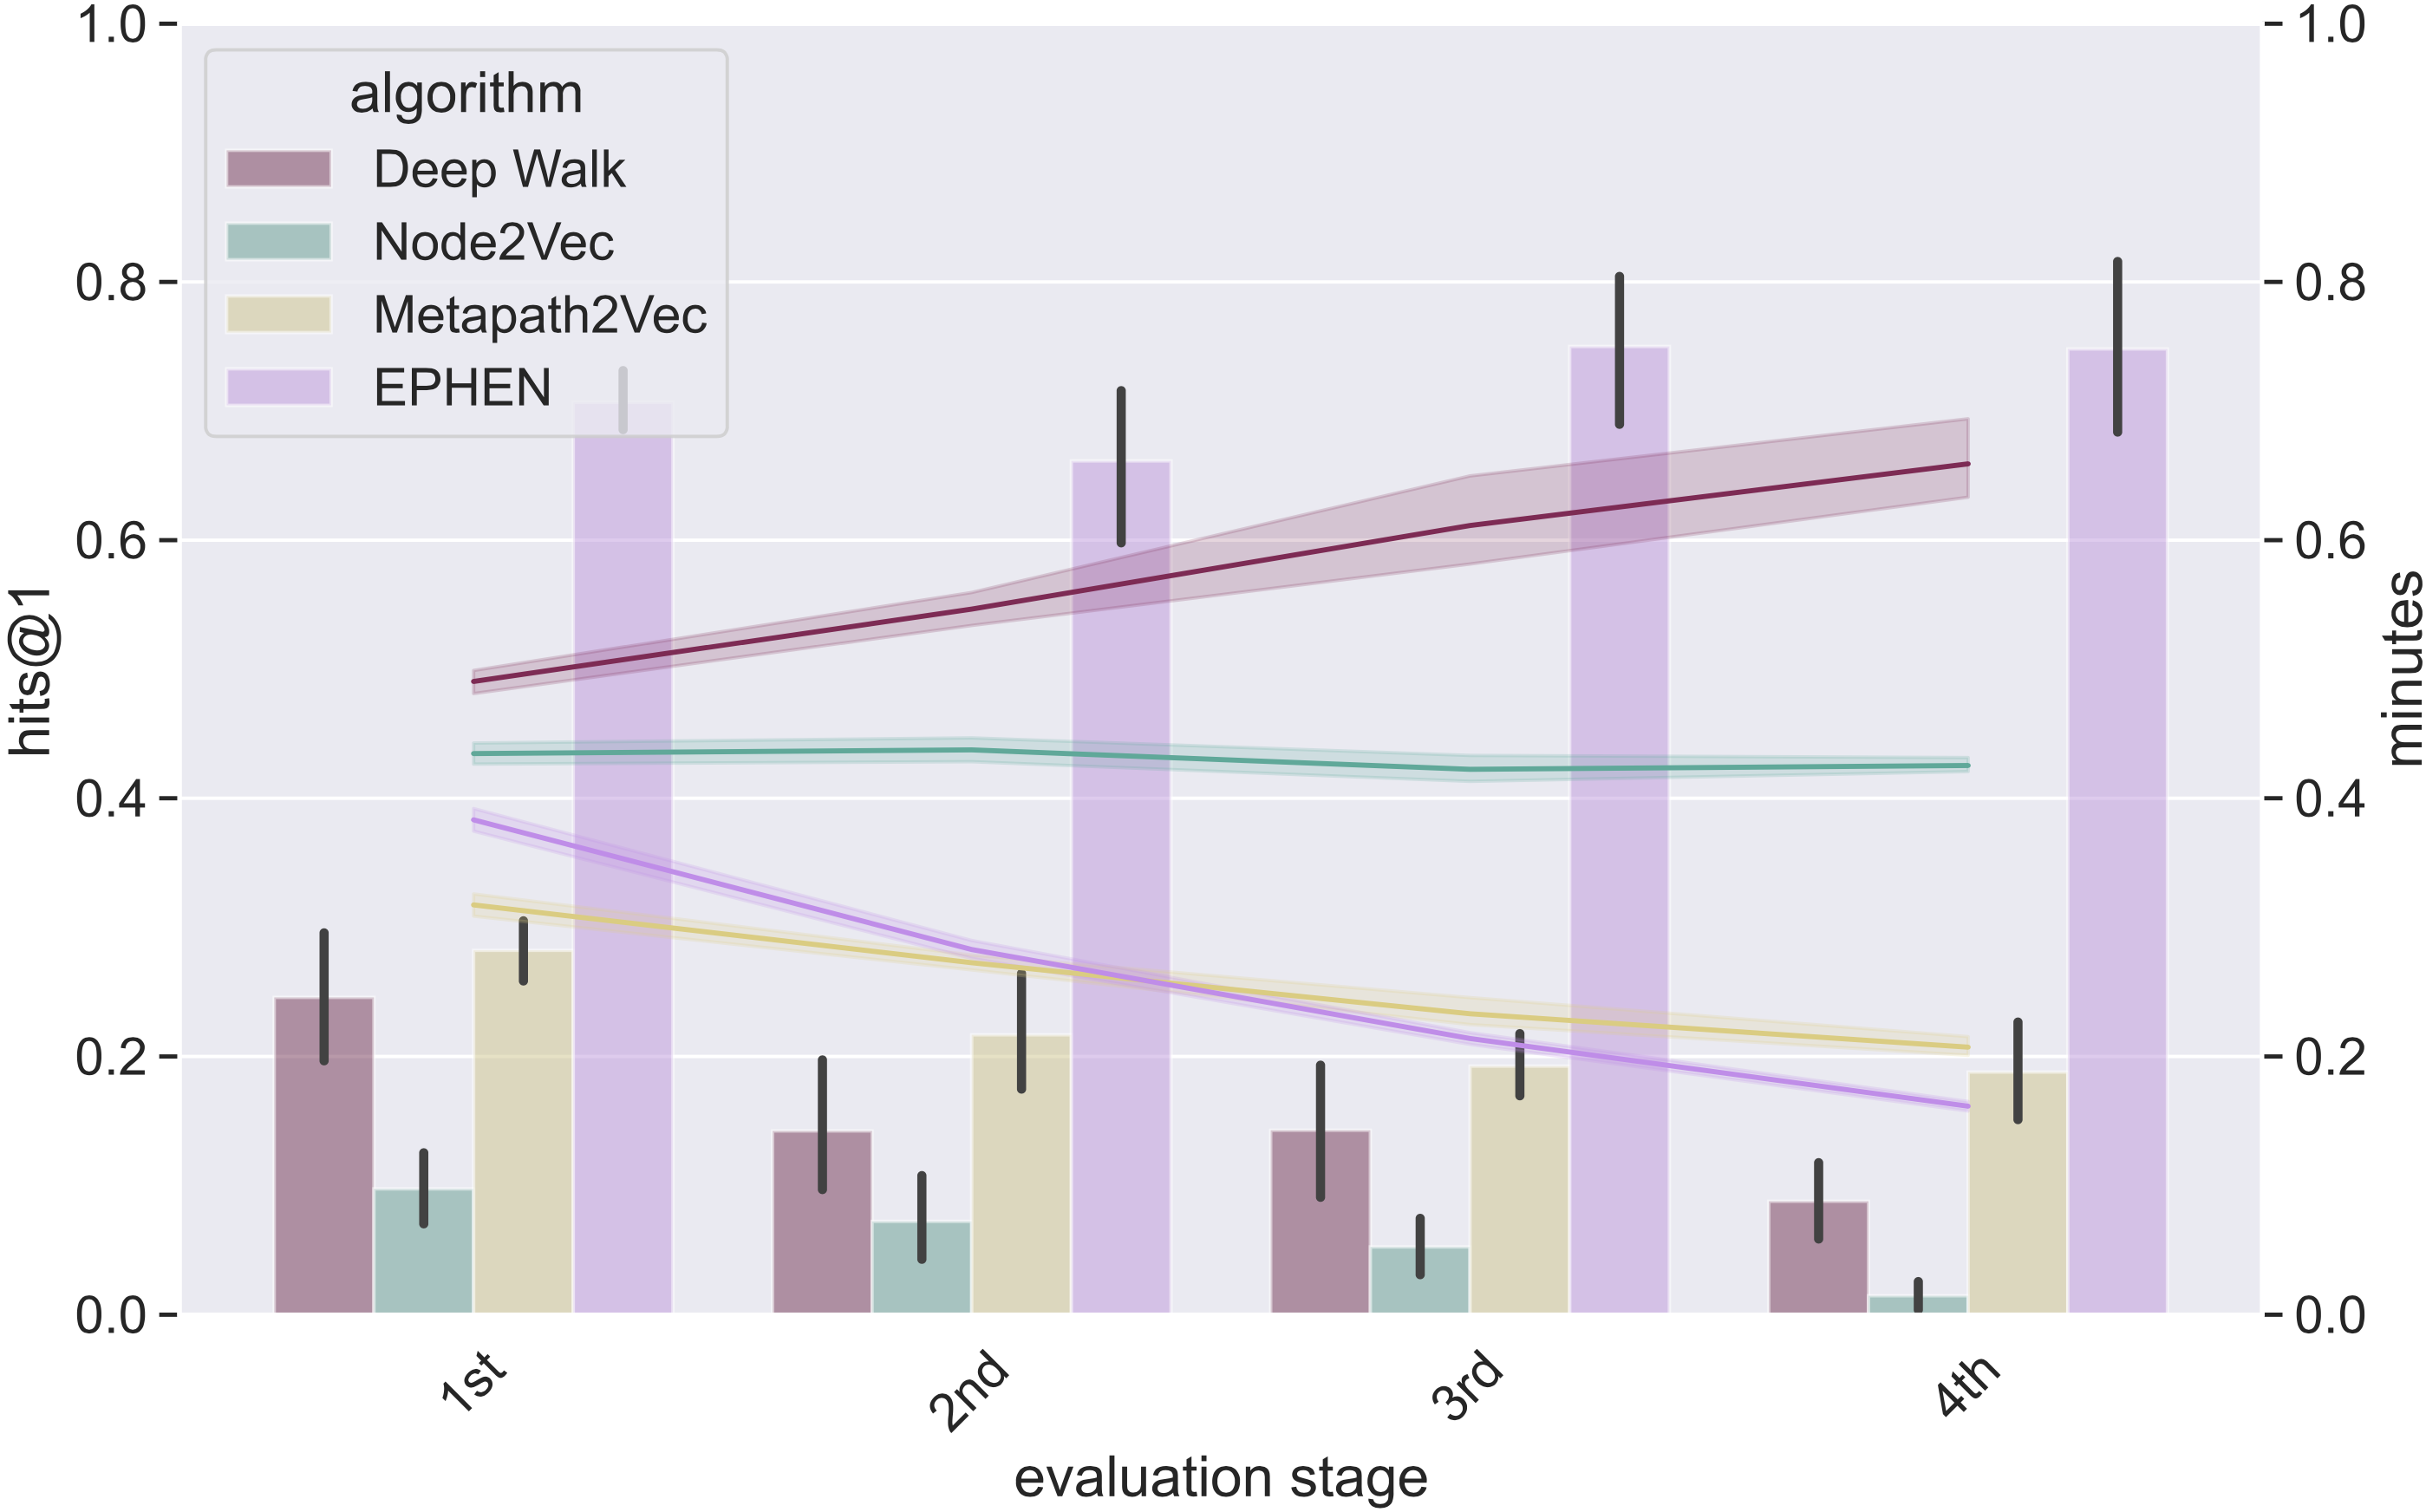 algorithm
Deep Walk
Node2Vec
Metapath2Vec
EPHEN
hits@1
1.0
0.8
0.6
0.4
0.2
0.0
minutes
1.0
0.8
0.6
0.4
0.2
0.0
1st
2nd
3rd
4th
evaluation stage